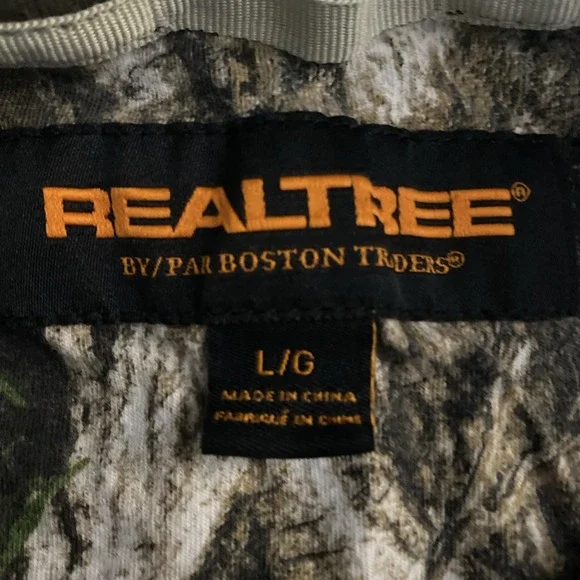 REALTREE®
BY/PAR BOSTON TRADERS®
L/G
MADE IN CHINA
FABRIQUÉ EN CHINE